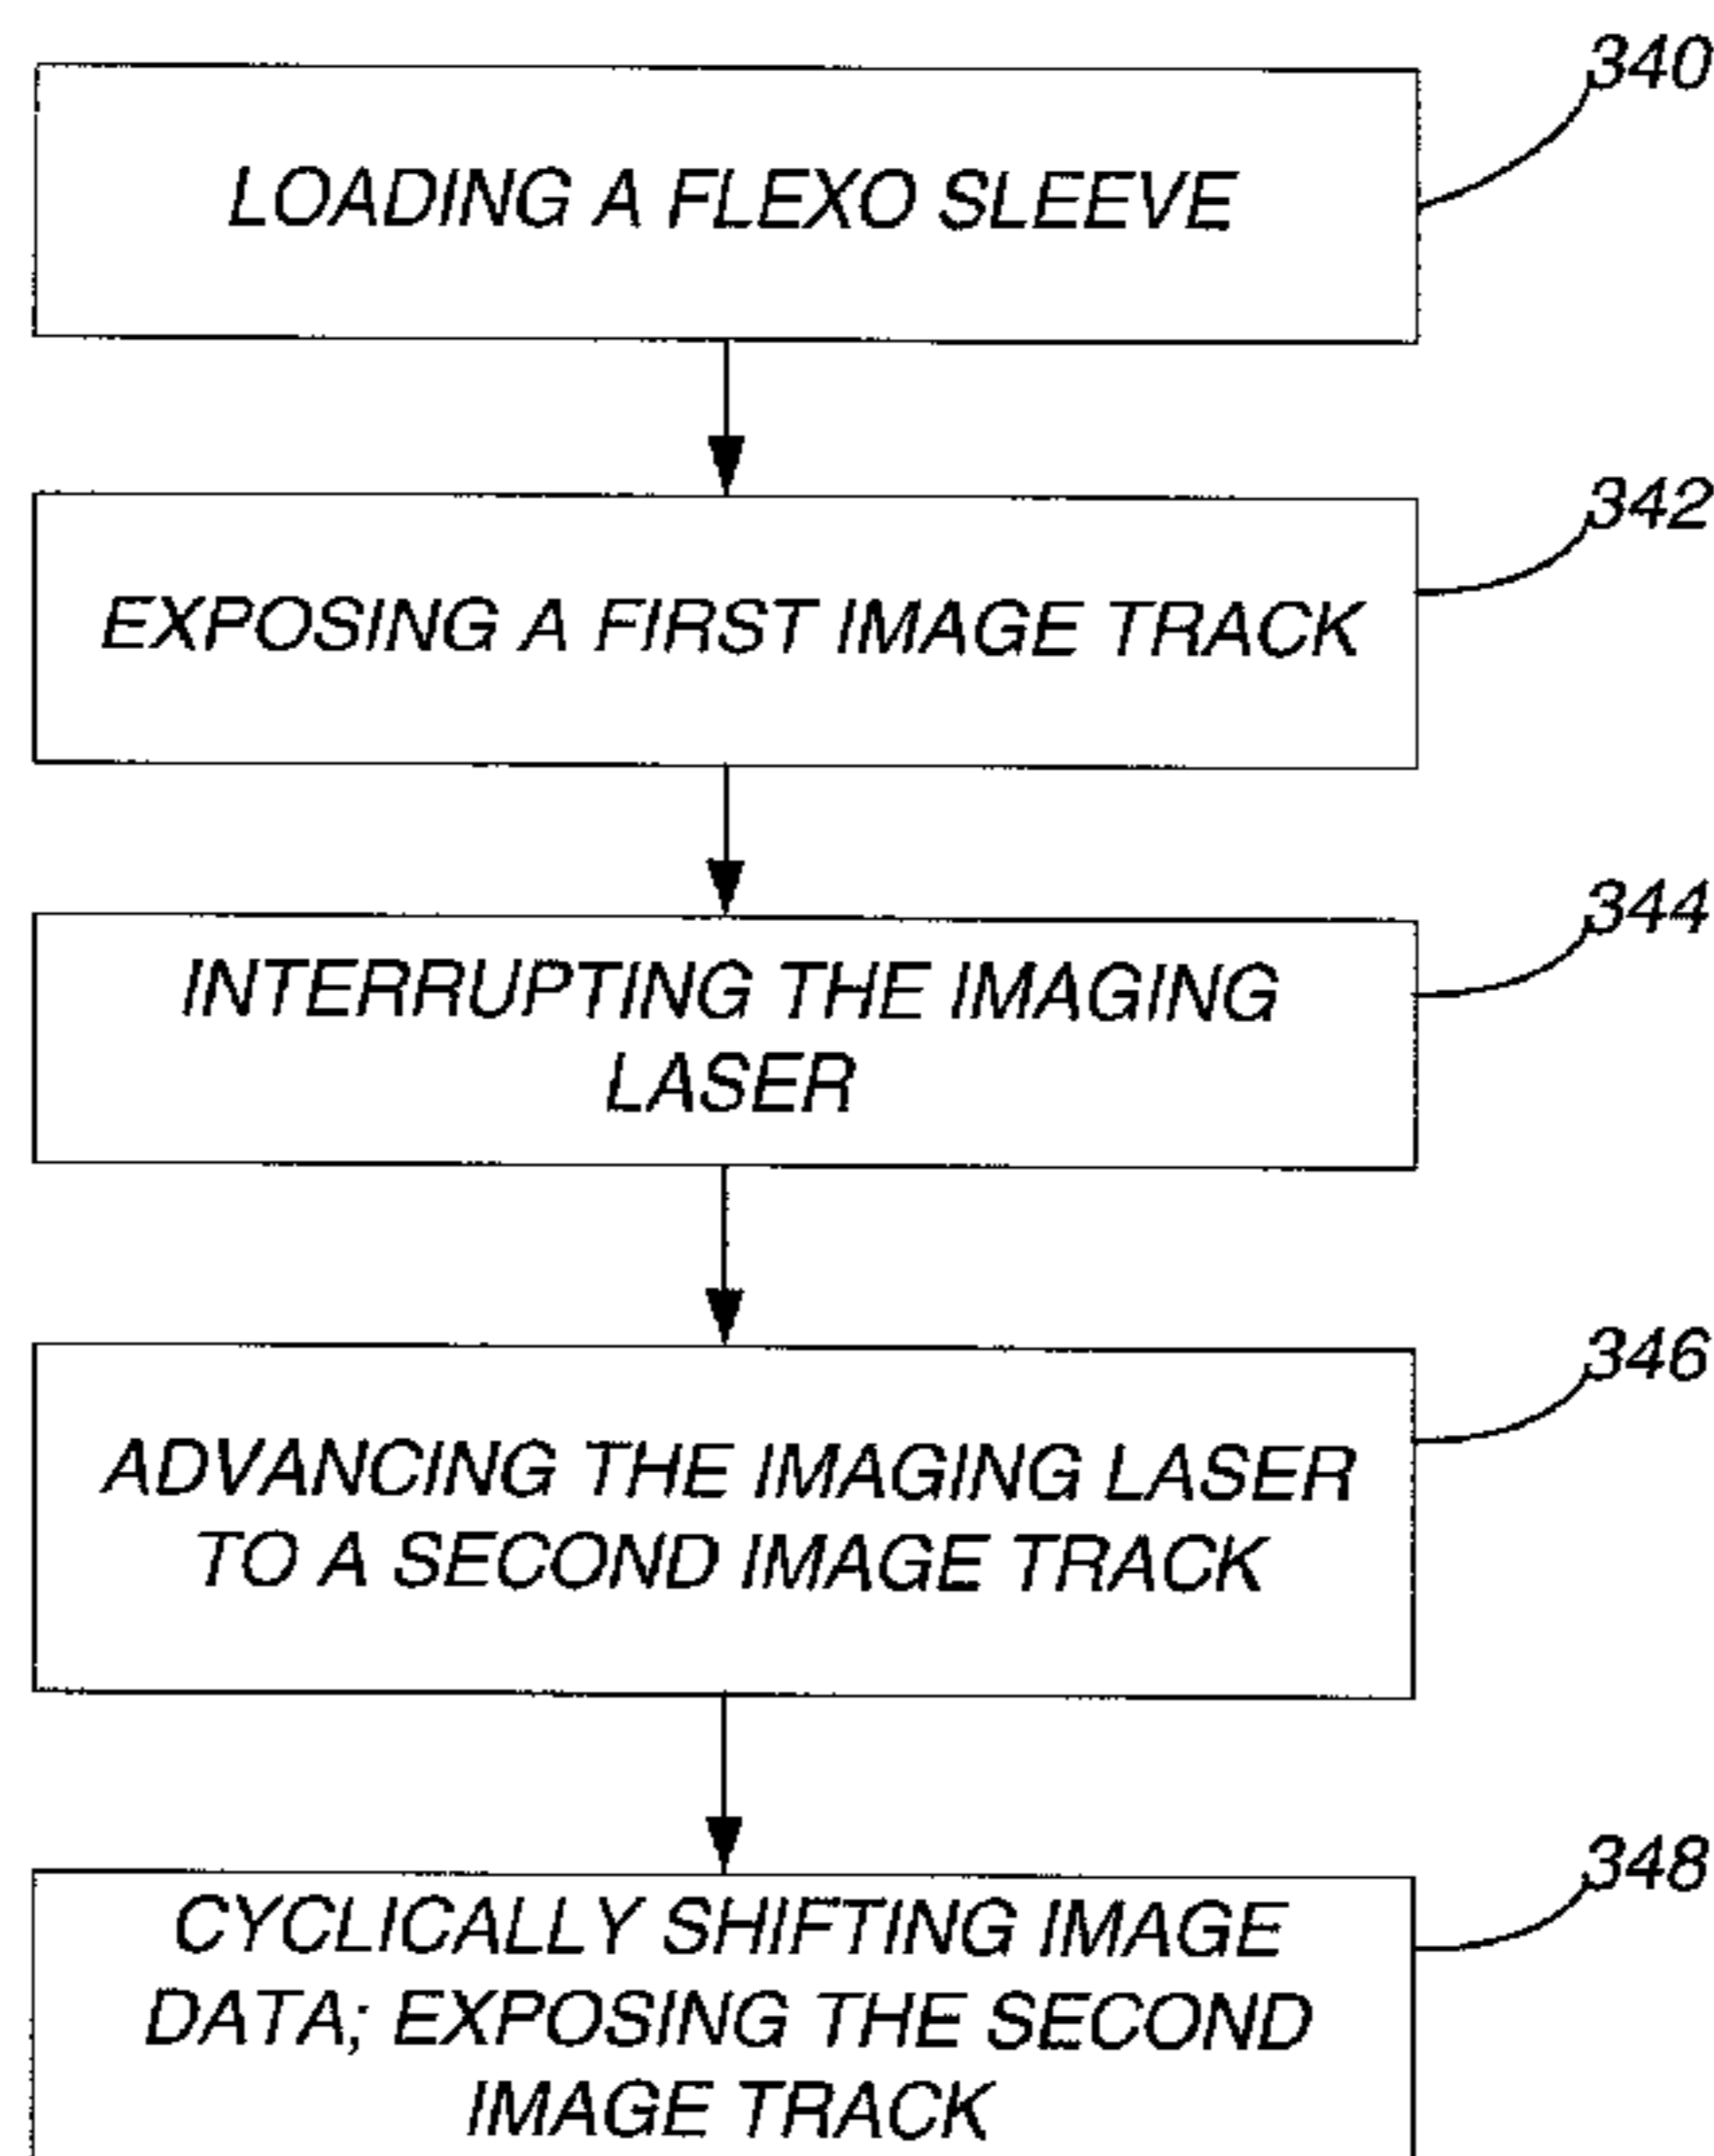 340
LOADING A FLEXO SLEEVE
342
EXPOSING A FIRST IMAGE TRACK
344
INTERRUPTING THE IMAGING
LASER
346
ADVANCING THE IMAGING LASER
TO A SECOND IMAGE TRACK
348
CYCLICALLY SHIFTING IMAGE
DATA; EXPOSING THE SECOND
IMAGE TRACK